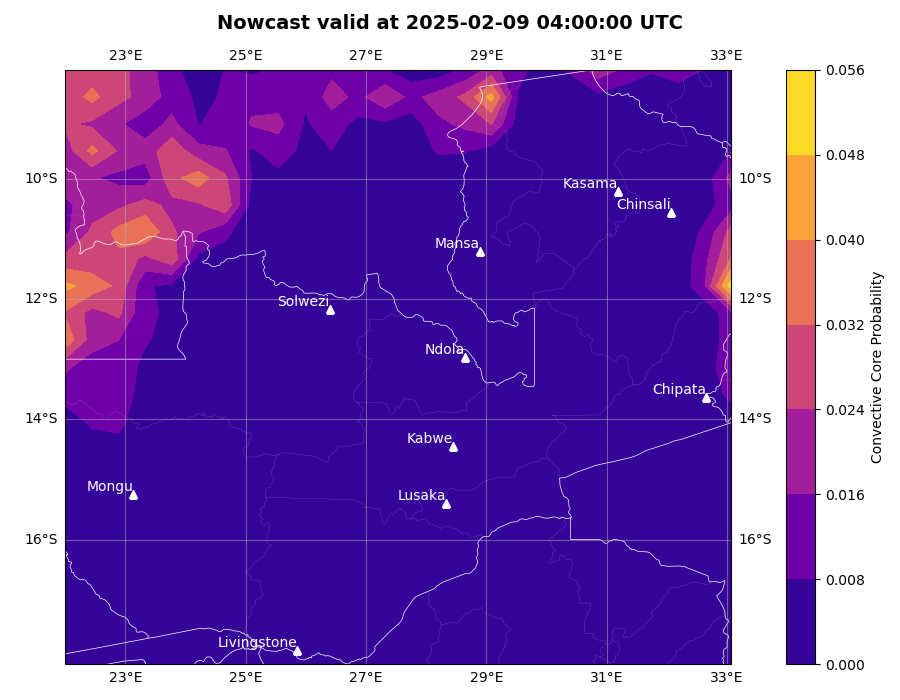 Nowcast valid at 2025-02-09 04:00:00 UTC
23°E 25°E 27°E 29°E 31°E 33°E
0.056
0.048
10°S Kasama 10°S
Chinsali
0.040
Mansa
12°S Solwezi 12°S
0.032
Ndola
Convective Core Probability
Chipata
0.024
14°S 14°S
Kabwe
Mongu Lusaka 0.016
16°S 16°S
0.008
Livingstone
0.000
23°E 25°E 27°E 29°E 31°E 33°E